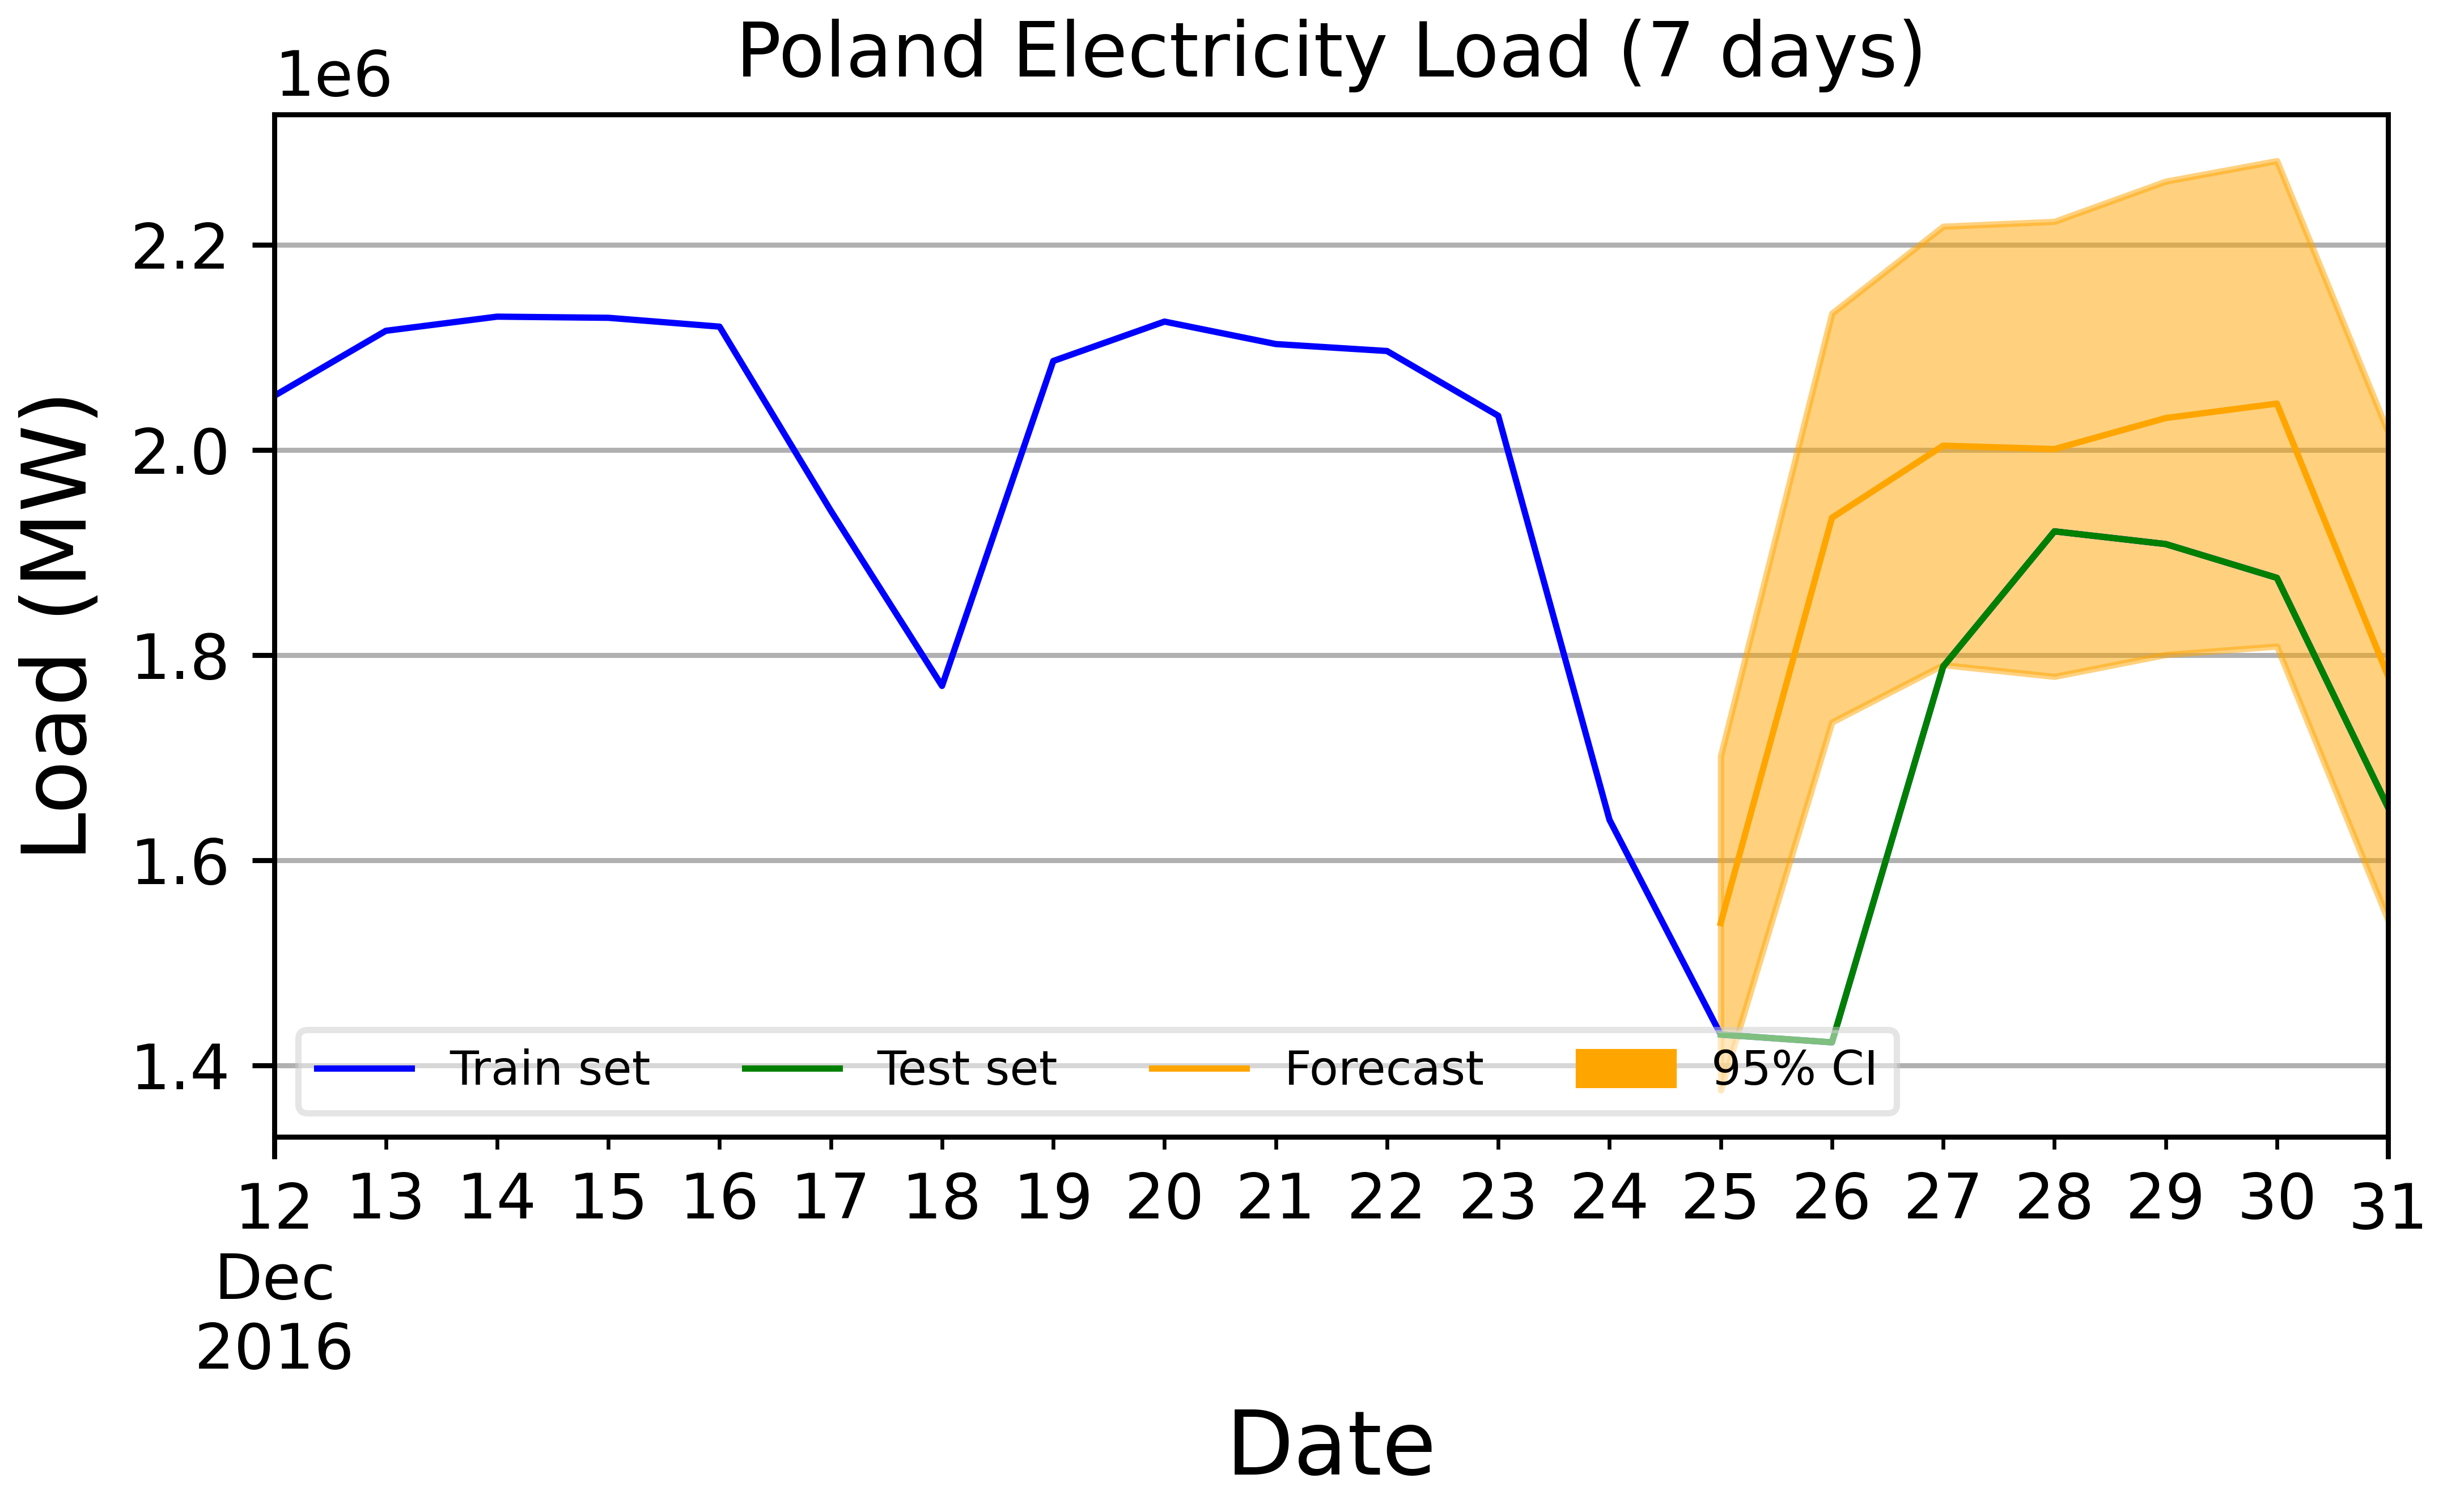 Poland Electricity Load (7 days)
1e6
Load (MW)
2.2
2.0
1.8
1.6
1.4
Train set Test set Forecast 95% CI
12 13 14 15 16 17 18 19 20 21 22 23 24 25 26 27 28 29 30 31
Dec
2016
Date